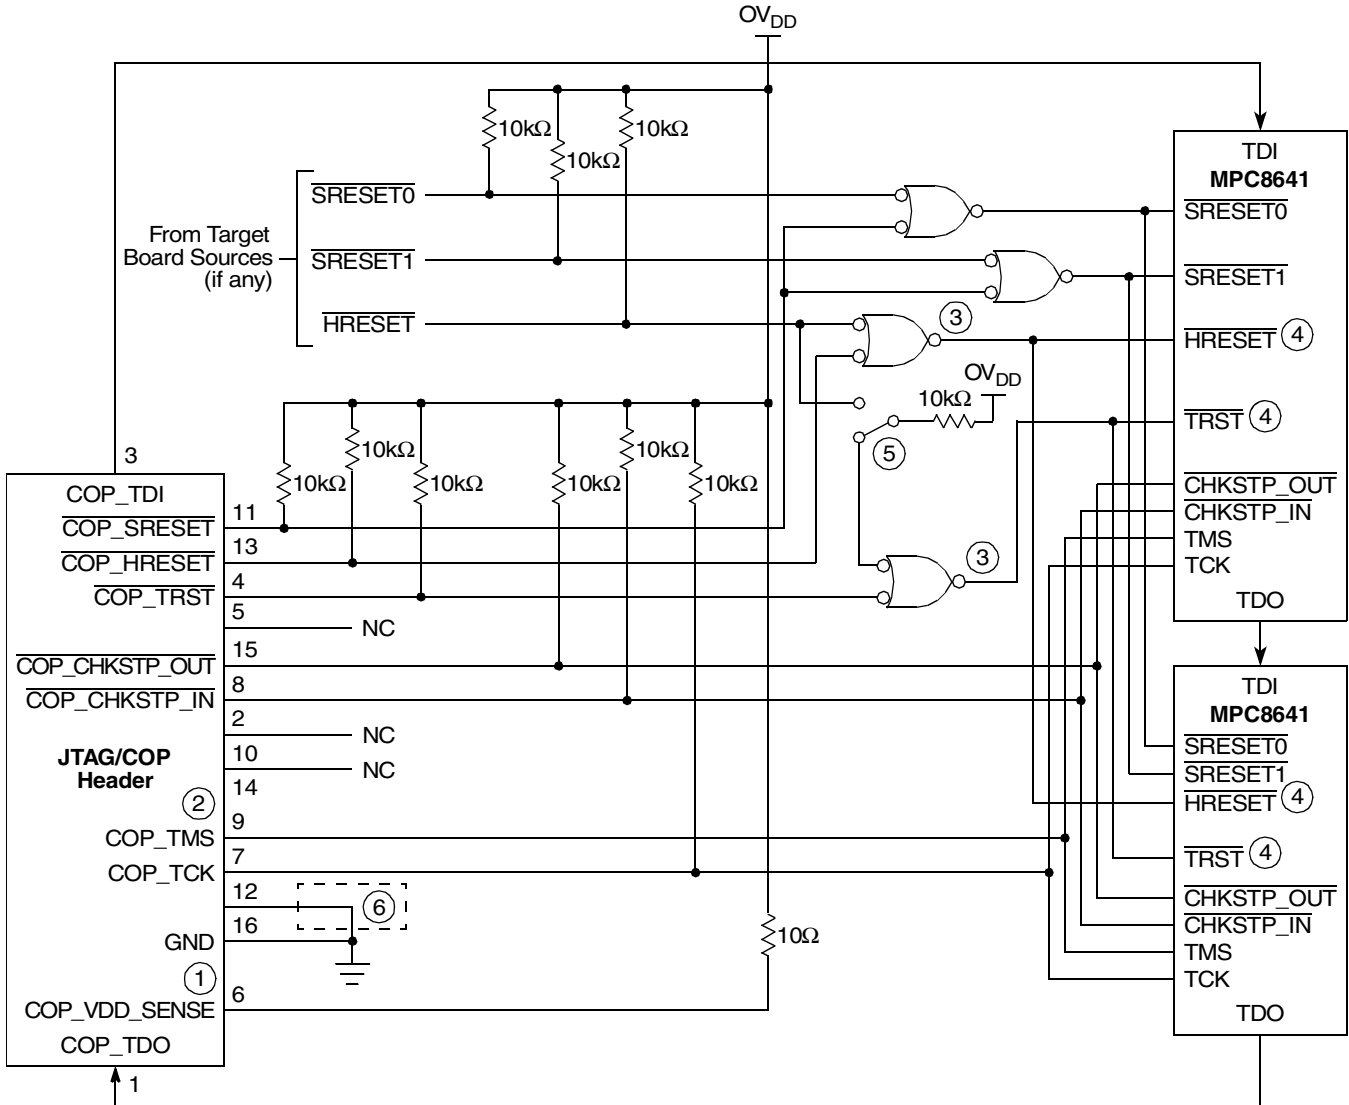 OVDD
10kΩ
10kΩ
10kΩ
From Target
Board Sources
(if any)
SRESET0
SRESET1
HRESET
3
OVDD
10kΩ
5
3
TDI
MPC8641
SRESET0
SRESET1
HRESET 4
TRST 4
CHKSTP_OUT
CHKSTP_IN
TMS
TCK
TDO
10kΩ
10kΩ
10kΩ
10kΩ
10kΩ
10kΩ
3
COP_TDI
COP_SRESET 11
COP_HRESET 13
COP_TRST 4
5 NC
COP_CHKSTP_OUT 15
COP_CHKSTP_IN 8
2 NC
JTAG/COP
Header
10 NC
14
2
COP_TMS 9
COP_TCK 7
12
6
GND 16
1
COP_VDD_SENSE 6
COP_TDO
1
10Ω
TDI
MPC8641
SRESET0
SRESET1
HRESET 4
TRST 4
CHKSTP_OUT
CHKSTP_IN
TMS
TCK
TDO